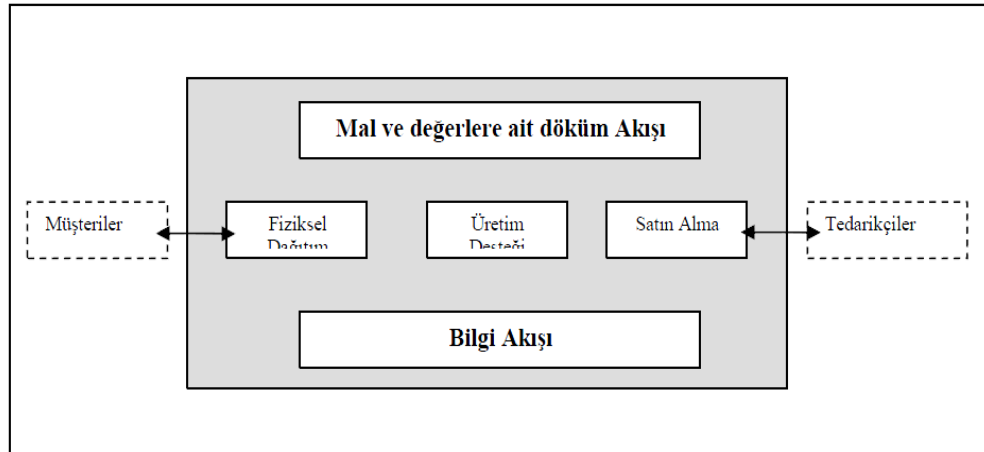 Mal ve değerlere ait döküm Akışı
Müşteriler
Fiziksel
Dağıtım
Üretim
Desteği
Satın Alma
Tedarikçiler
Bilgi Akışı